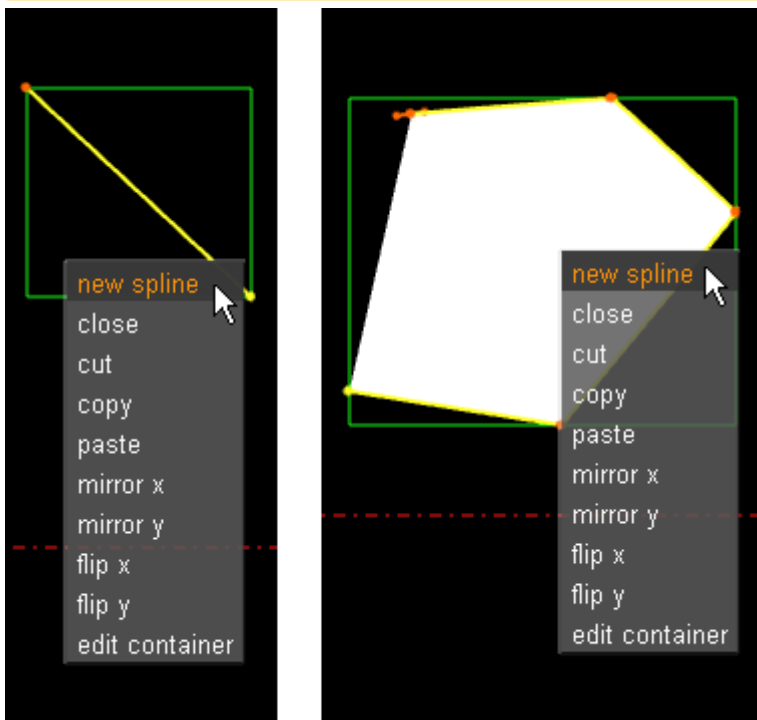 new spline
close
cut
copy
paste
mirror x
mirror y
flip x
flip y
edit container
new spline
close
cut
copy
paste
mirror x
mirror y
flip x
flip y
edit container